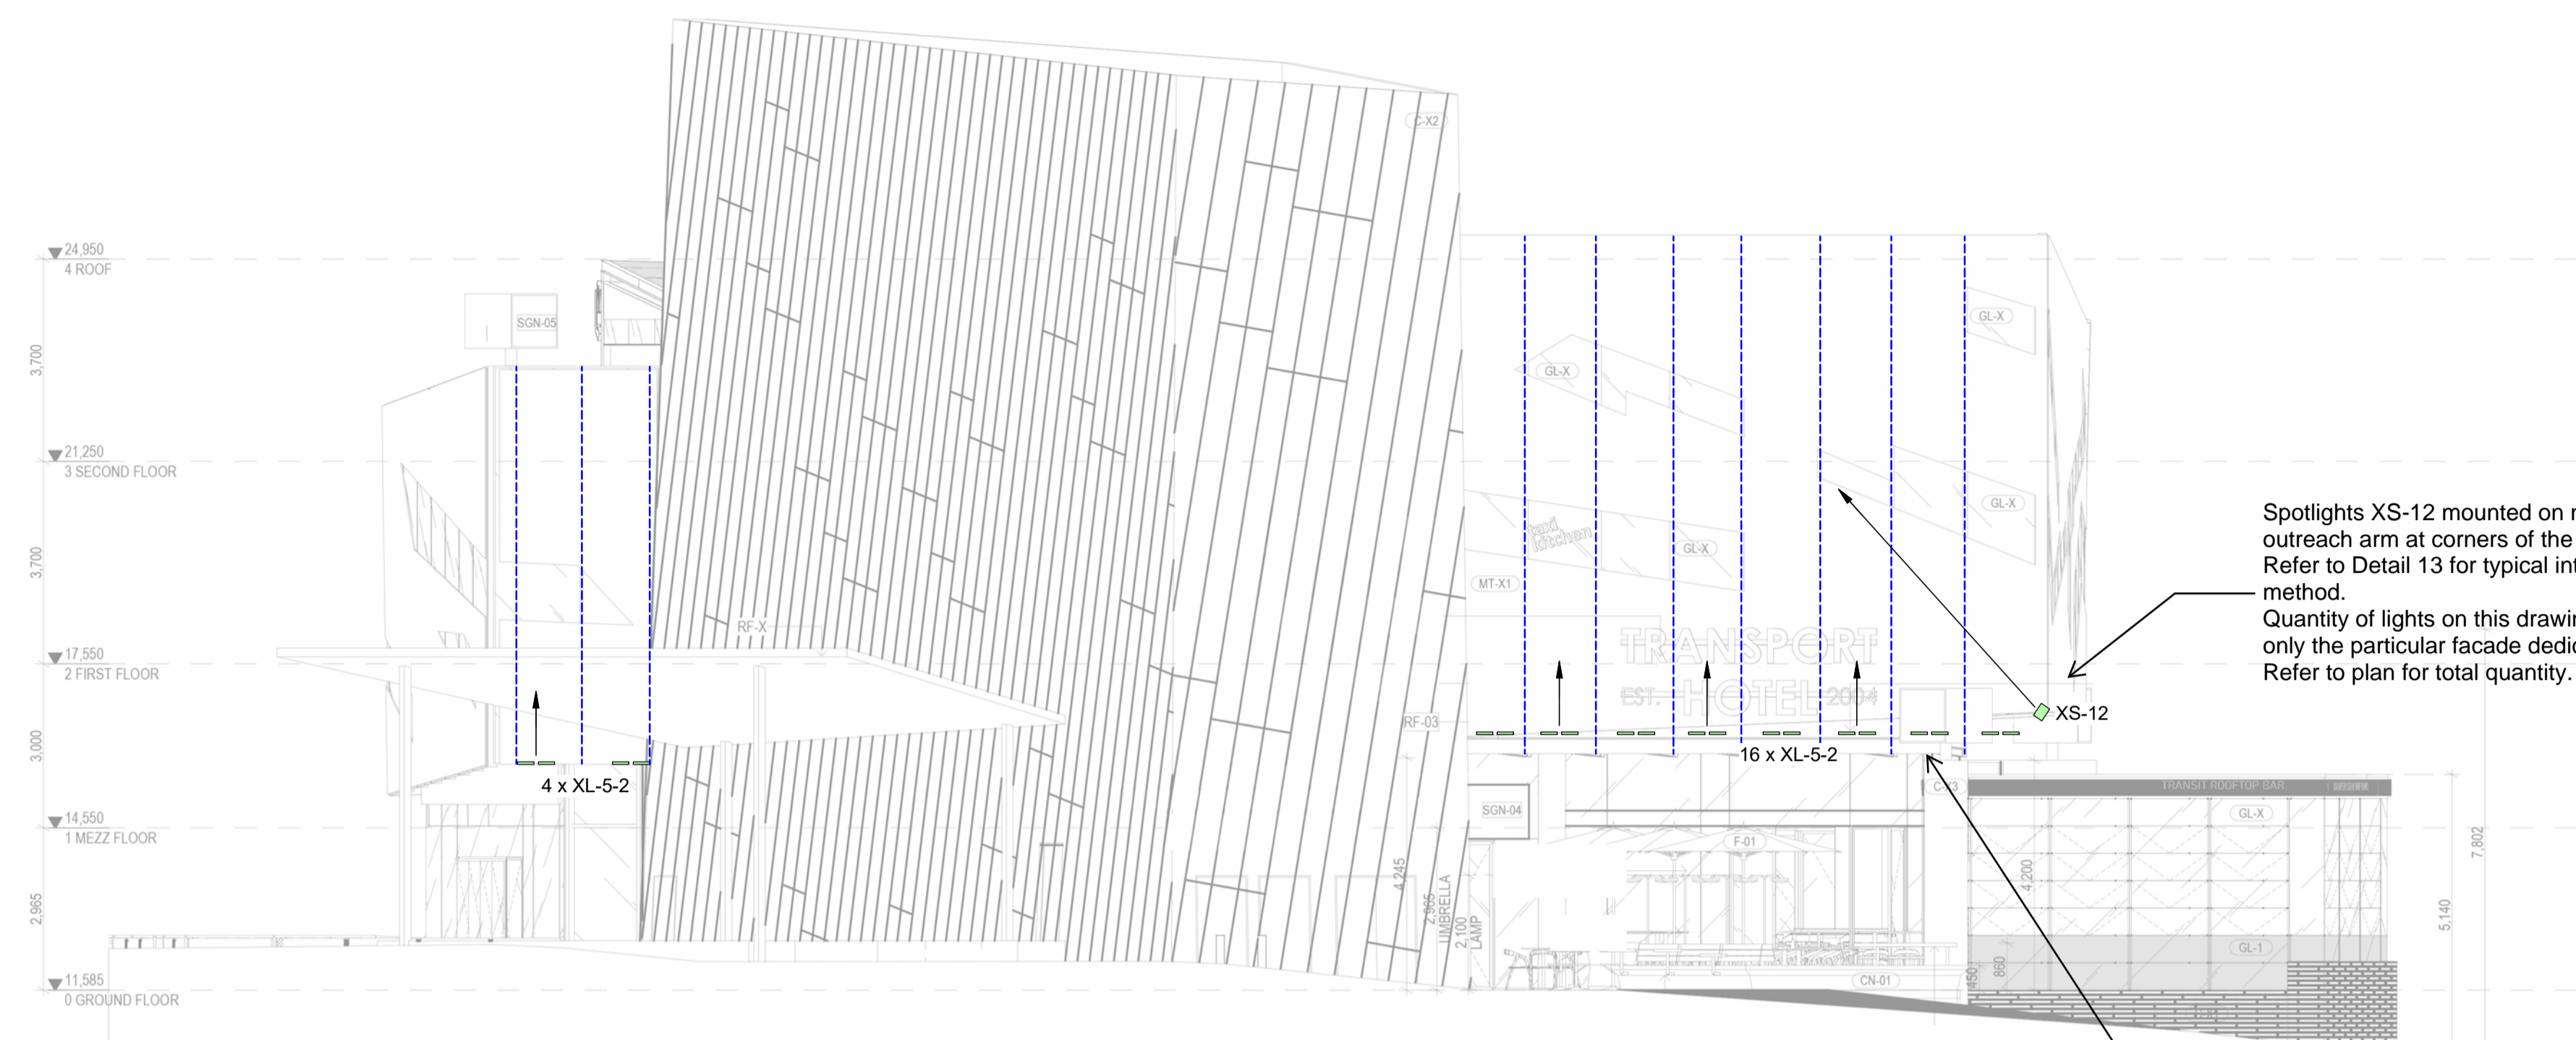 C-X2
24,950
4 ROOF
SGN-05
GL-X
3,700
GL-X
21,250
3 SECOND FLOOR
GL-X
taxi
kitchen
GL-X
3,700
MT-X1
Spotlights XS-12 mounted on
outreach arm at corners of the
Refer to Detail 13 for typical
method.
Quantity of lights on this
only the particular facade
Refer to plan for total quantity.
RF-X
TRANSPORT
EST. HOTEL 2004
17,550
2 FIRST FLOOR
RF-03
XS-12
3,000
4 x XL-5-2
16 x XL-5-2
C-X3
TRANSIT ROOFTOP BAR
SGN-04
GL-X
14,550
1 MEZZ FLOOR
F-01
7,802
4,245
4,200
2,965
2,965
UMBRELLA
2,100
LAMP
5,140
GL-1
860
450
CN-01
11,585
0 GROUND FLOOR